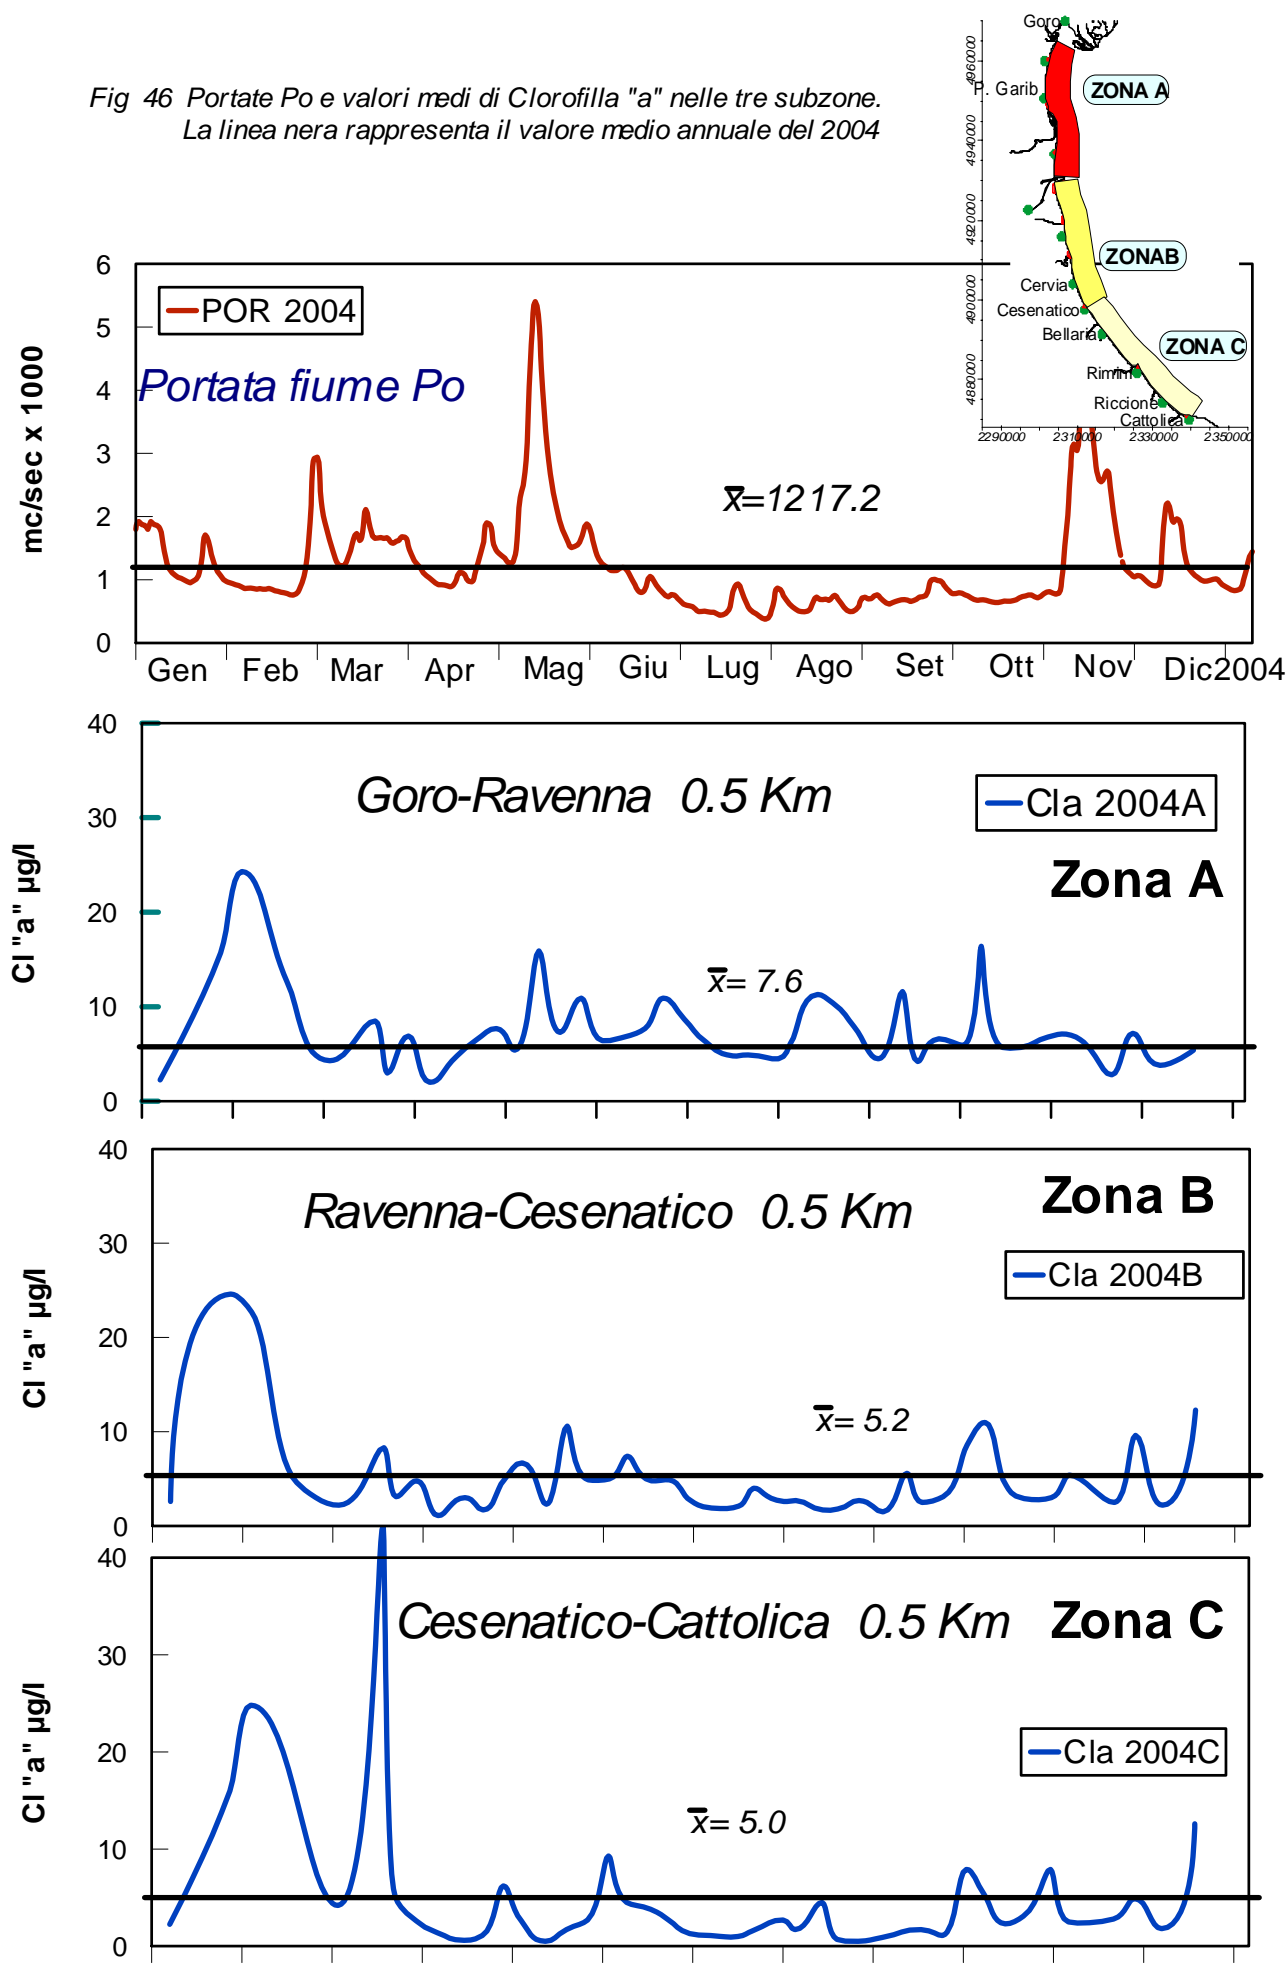 Fig 46 Portate Po e valori medi di Clorofilla "a" nelle tre subzone.
La linea nera rappresenta il valore medio annuale del 2004
Goro
P. Garib
ZONA A
ZONAB
Cervia
Cesenatico
Bellaria
ZONA C
Rimini
Riccione
Cattolica
4960000
4940000
4920000
4900000
4880000
2290000 2310000 2330000 2350000
6
5
4
3
2
1
0
mc/sec x 1000
POR 2004
Portata fiume Po
x=1217.2
Gen Feb Mar Apr Mag Giu Lug Ago Set Ott Nov Dic2004
40
30
20
10
0
Cl "a" µg/l
Goro-Ravenna 0.5 Km
Cla 2004A
Zona A
x= 7.6
40
30
20
10
0
Cl "a" µg/l
Ravenna-Cesenatico 0.5 Km
Zona B
Cla 2004B
x= 5.2
40
30
20
10
0
Cl "a" µg/l
Cesenatico-Cattolica 0.5 Km Zona C
Cla 2004C
x= 5.0